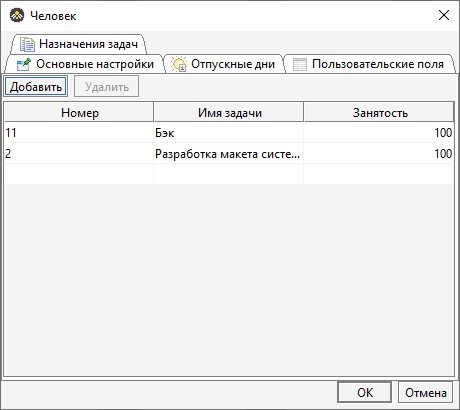 Человек
Назначения задач
Основные настройки Отпускные дни Пользовательские поля
Добавить Удалить
Номер Имя задачи Занятость
11 Бэк 100
2 Разработка макета систе... 100
OK Отмена